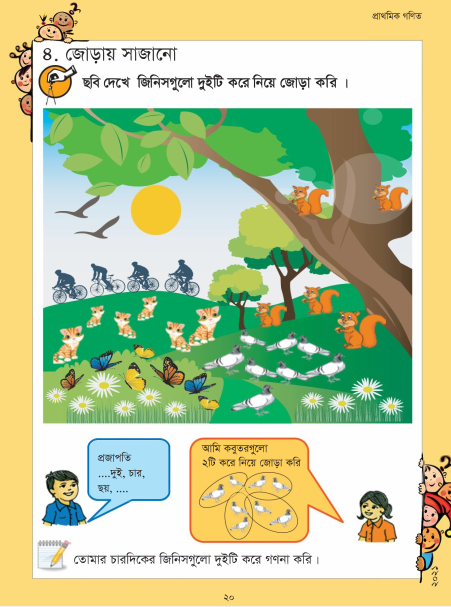 প্রাথমিক গণিত
৪. জোড়ায় সাজানো
ছবি দেখে জিনিসগুলো দুইটি করে নিয়ে জোড়া করি ।
প্রজাপতি
....দুই, চার,
ছয়, ....
আমি কবুতরগুলো
২টি করে নিয়ে জোড়া করি
তোমার চারদিকের জিনিসগুলো দুইটি করে গণনা করি ।
২০